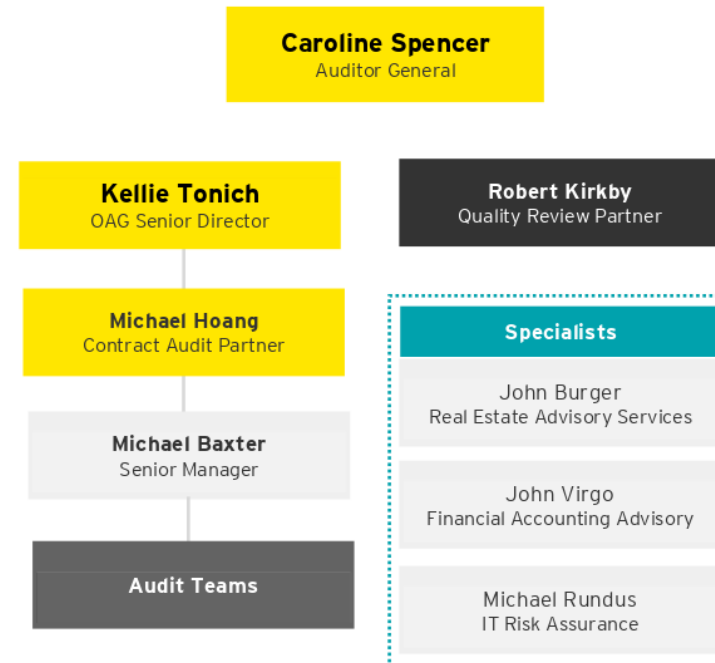 Caroline Spencer
Auditor General
Kellie Tonich
OAG Senior Director
Robert Kirkby
Quality Review Partner
Michael Hoang
Contract Audit Partner
Michael Baxter
Senior Manager
Audit Teams
Specialists
John Burger
Real Estate Advisory Services
John Virgo
Financial Accounting Advisory
Michael Rundus
IT Risk Assurance